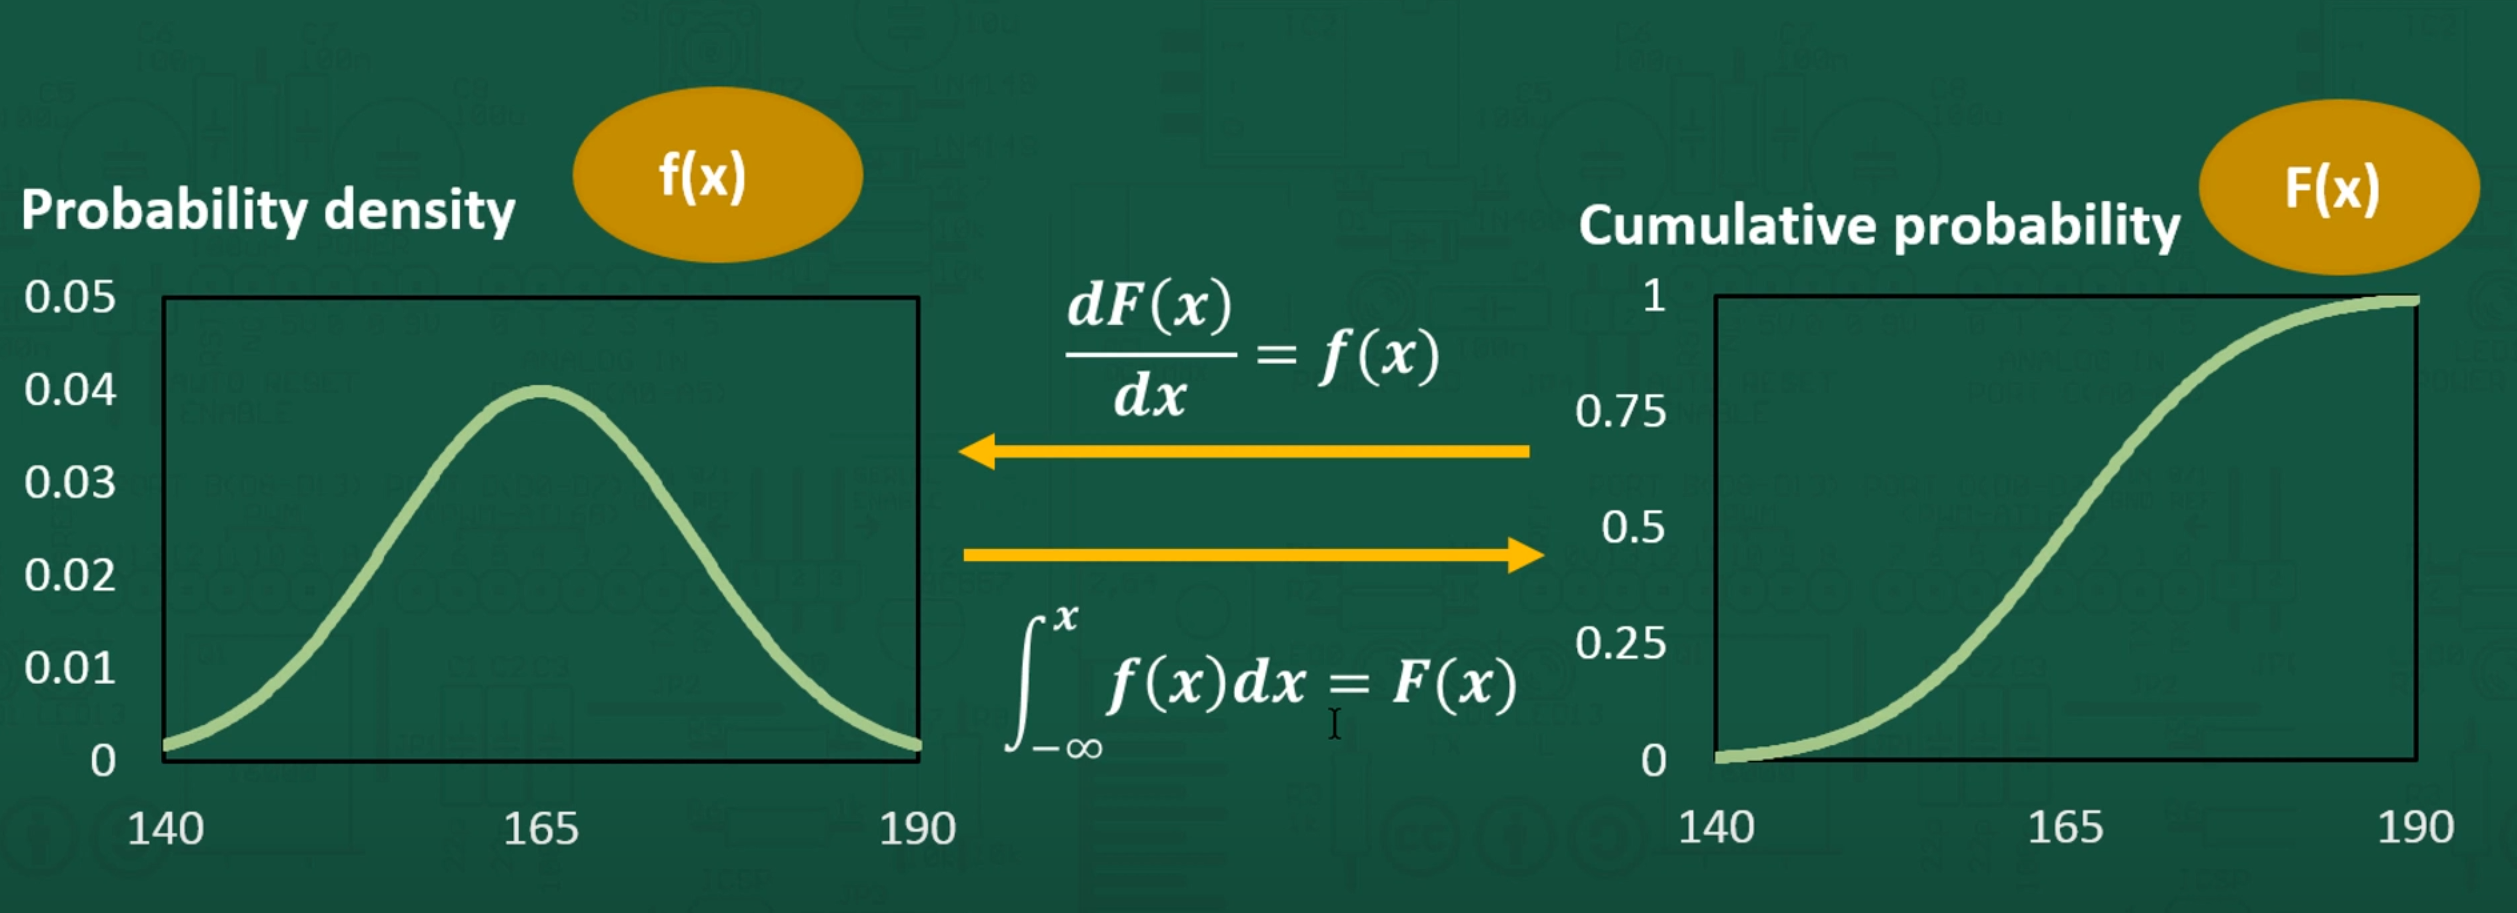 f(x)
Probability density
0.05
0.04
0.03
0.02
0.01
0
140 165 190
dF(x)/dx = f(x)
∫_{-∞}^{x} f(x)dx = F(x)
F(x)
Cumulative probability
1
0.75
0.5
0.25
0
140 165 190